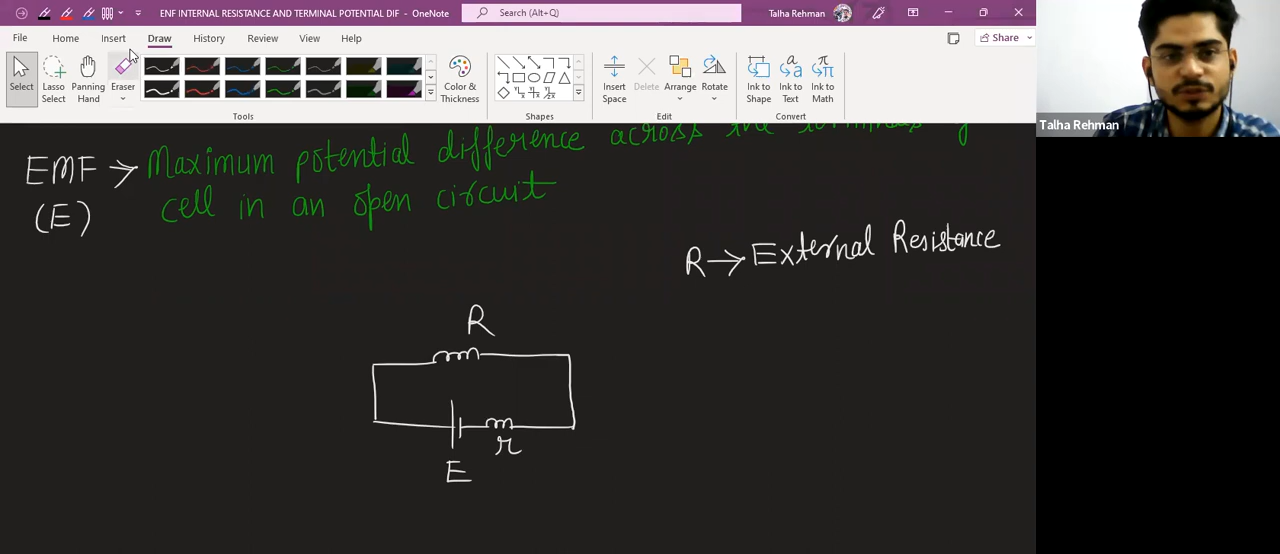 ENF INTERNAL RESISTANCE AND TERMINAL POTENTIAL DIF - OneNote
Search (Alt+Q)
Talha Rehman
File Home Insert Draw History Review View Help
Share
Select
Lasso Select
Panning Hand
Eraser
Tools
Color & Thickness
Shapes
Insert Space
Delete
Arrange
Rotate
Edit
Ink to Shape
Ink to Text
Ink to Math
Convert
Talha Rehman
EMF → Maximum potential difference across the
(E) cell in an open circuit
R → External Resistance
R
r
E